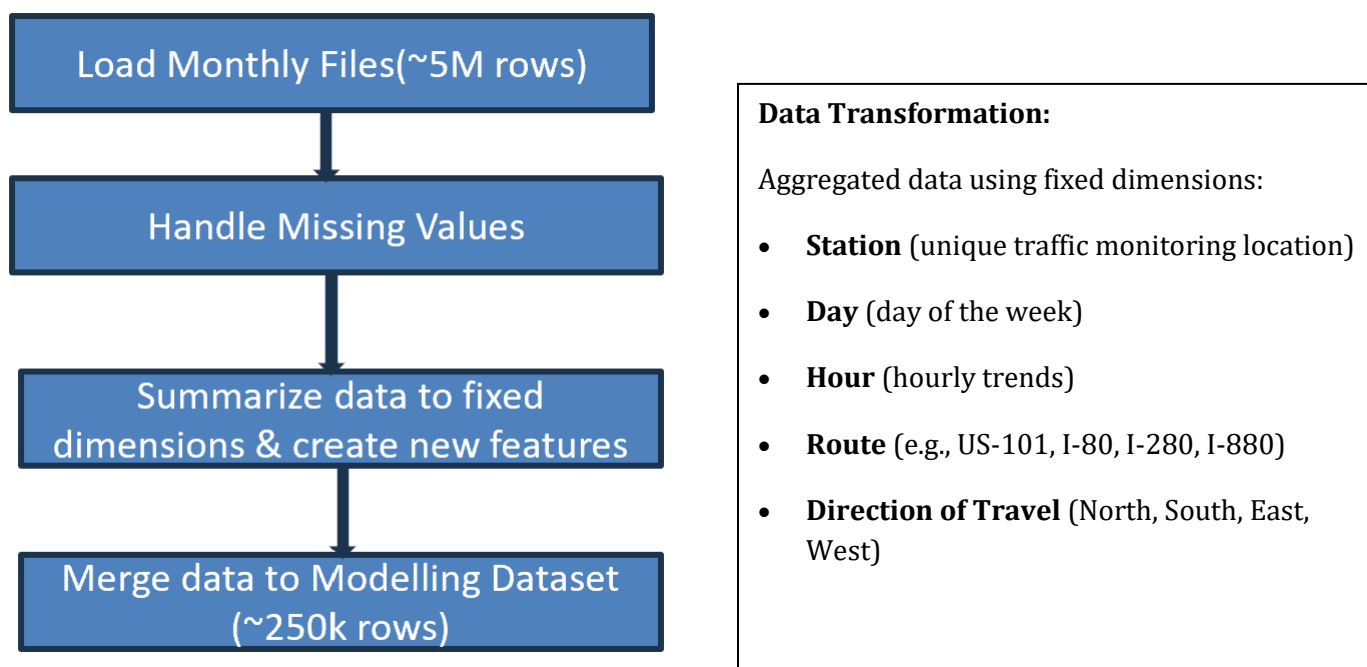 Load Monthly Files(~5M rows)
Handle Missing Values
Summarize data to fixed
dimensions & create new features
Merge data to Modelling Dataset
(~250k rows)
Data Transformation:
Aggregated data using fixed dimensions:
• Station (unique traffic monitoring location)
• Day (day of the week)
• Hour (hourly trends)
• Route (e.g., US-101, I-80, I-280, I-880)
• Direction of Travel (North, South, East,
West)